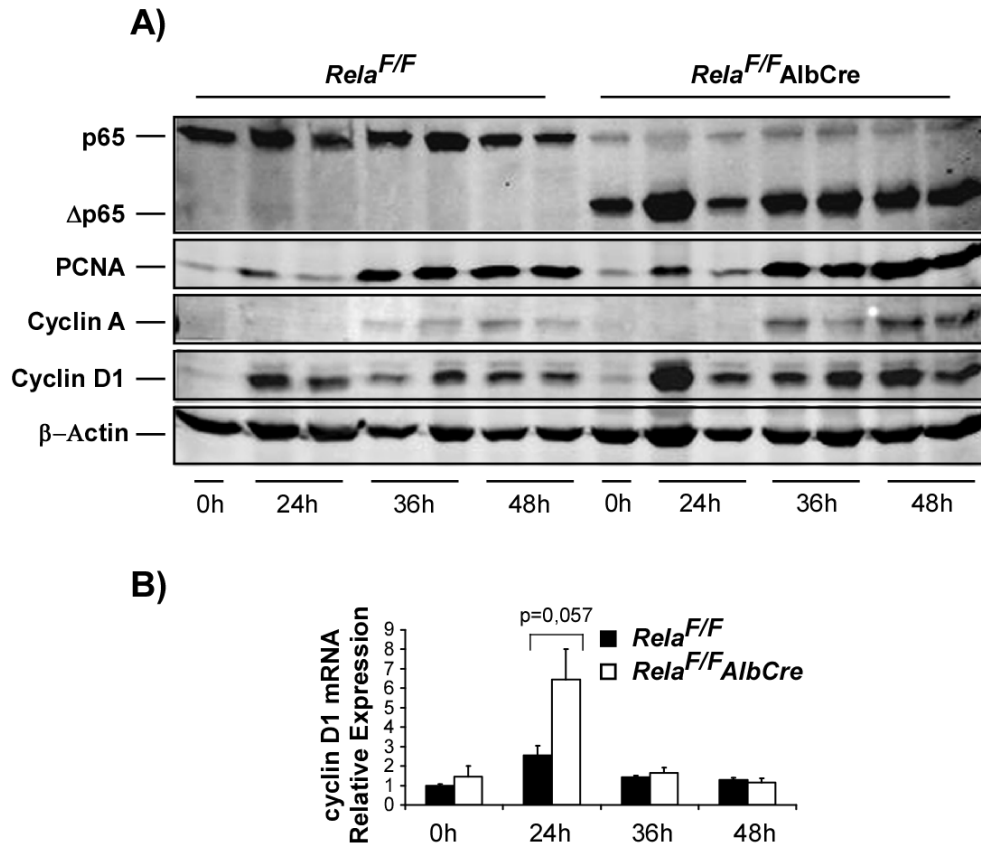 A)
Rela^F/F Rela^F/F AlbCre
p65
Δp65
PCNA
Cyclin A
Cyclin D1
β–Actin
0h 24h 36h 48h 0h 24h 36h 48h
B)
cyclin D1 mRNA
Relative Expression
9
8
7
6
5
4
3
2
1
0
p=0,057
Rela^F/F
Rela^F/F AlbCre
0h 24h 36h 48h